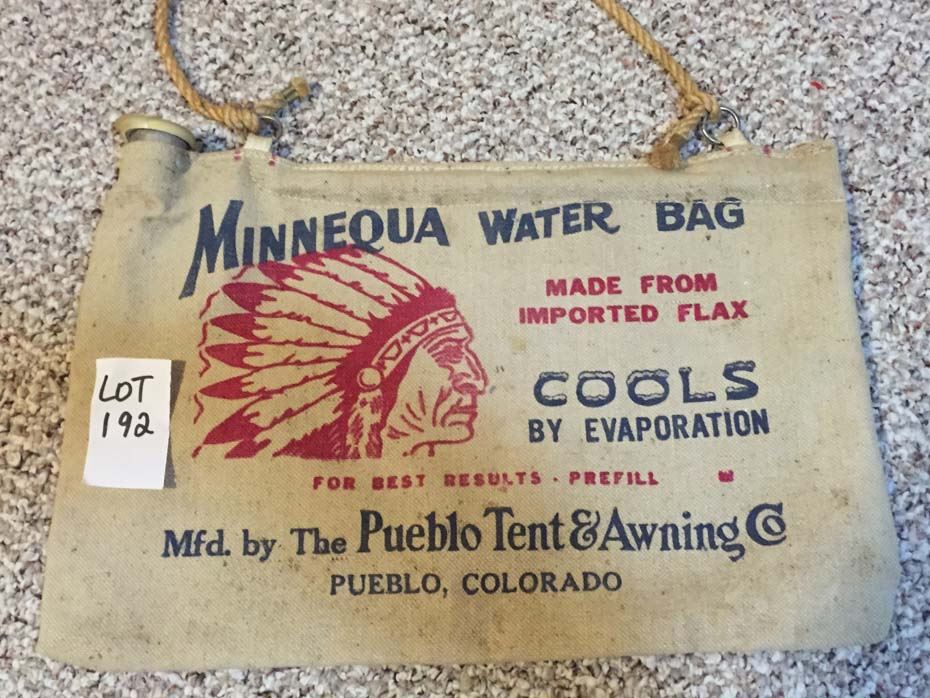 MINNEQUA WATER BAG
MADE FROM
IMPORTED FLAX
COOLS
BY EVAPORATION
FOR BEST RESULTS - PREFILL
Mfd. by The Pueblo Tent & Awning Co
PUEBLO, COLORADO
LOT
192